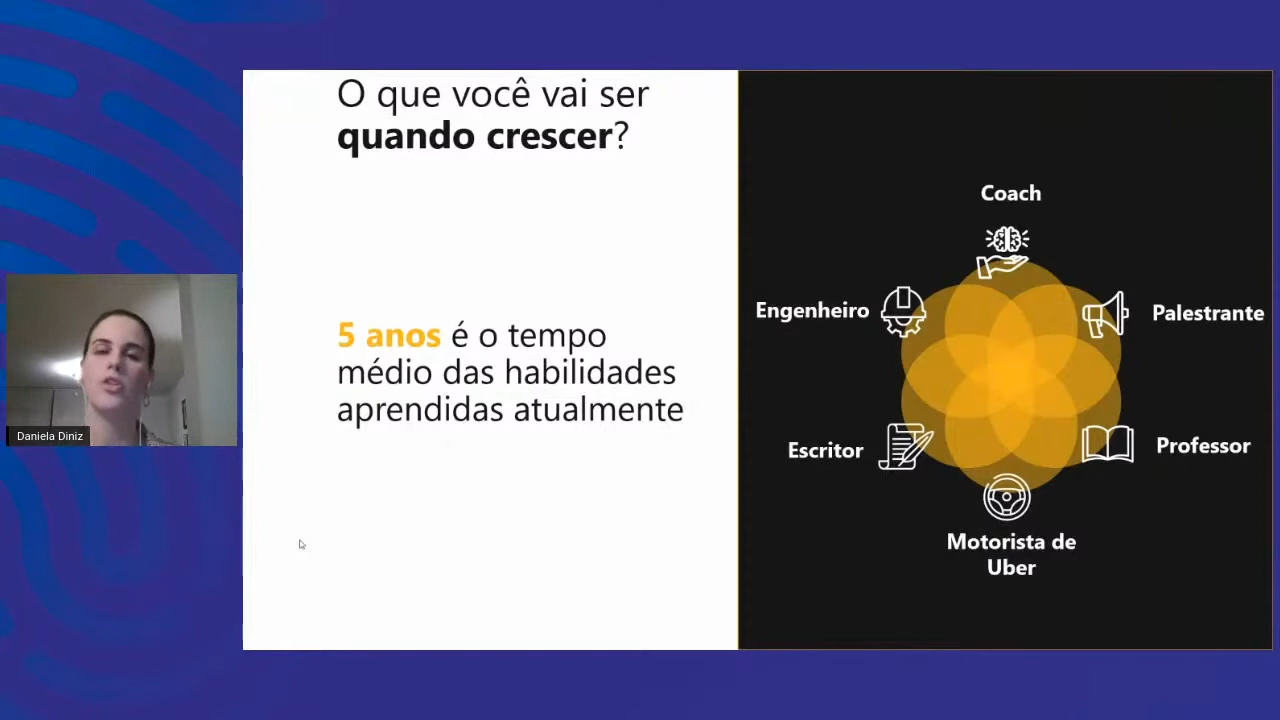 O que você vai ser
quando crescer?
5 anos é o tempo
médio das habilidades
aprendidas atualmente
Coach
Engenheiro
Palestrante
Escritor
Professor
Motorista de
Uber
Daniela Diniz